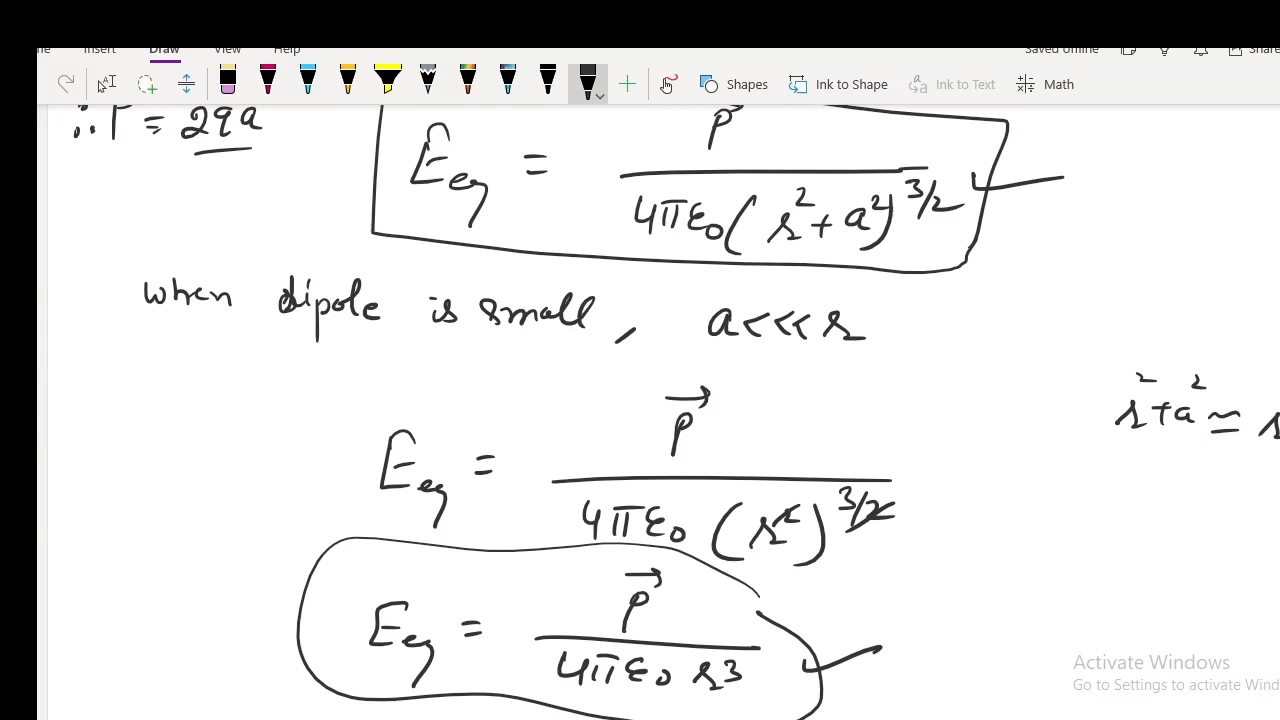 Insert Draw View Help Saved offline Share
Shapes Ink to Shape Ink to Text Math
∴ P = 2qa
E_eq = P⃗ / 4πε₀(r² + a²)^3/2
when dipole is small, a<<<r
r² + a² ≃
E_eq = P⃗ / 4πε₀ (r²)^3/2
E_eq = P⃗ / 4πε₀ r³
Activate Windows
Go to Settings to activate Wind